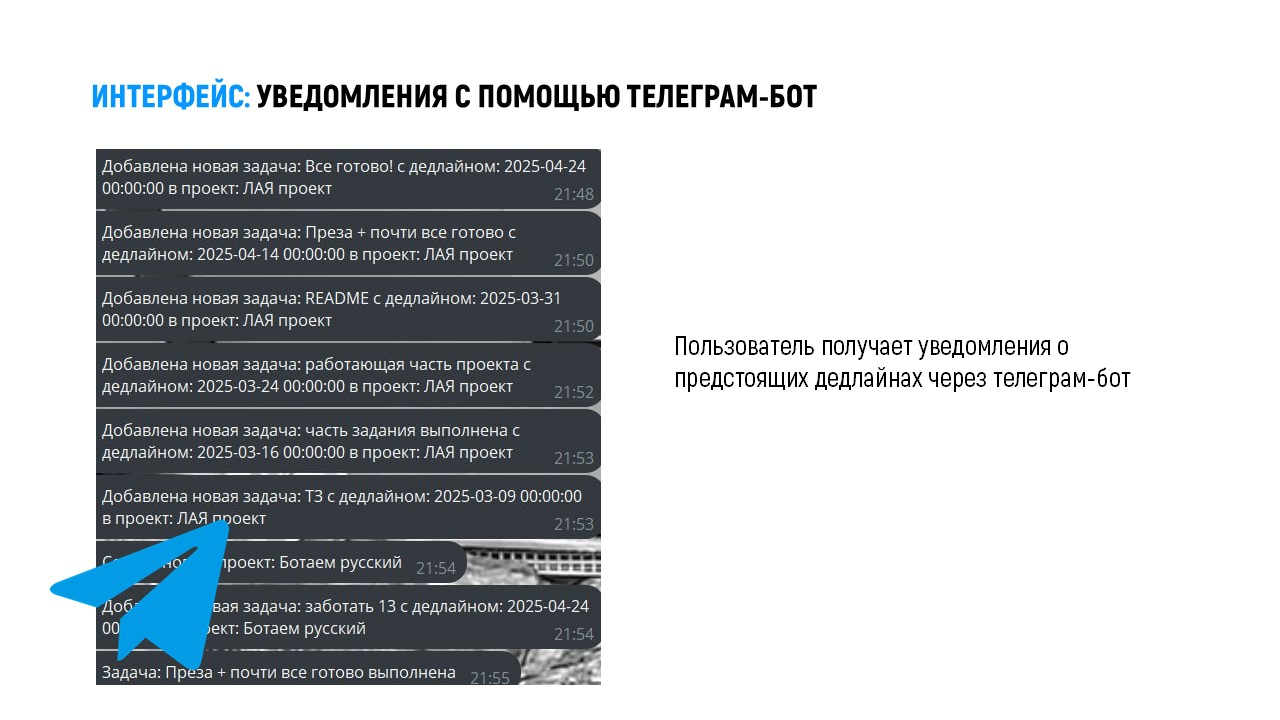 ИНТЕРФЕЙС: УВЕДОМЛЕНИЯ С ПОМОЩЬЮ ТЕЛЕГРАМ-БОТ
Добавлена новая задача: Все готово! с дедлайном: 2025-04-24
00:00:00 в проект: ЛАЯ проект
21:48
Добавлена новая задача: Преза + почти все готово с
дедлайном: 2025-04-14 00:00:00 в проект: ЛАЯ проект
21:50
Добавлена новая задача: README с дедлайном: 2025-03-31
00:00:00 в проект: ЛАЯ проект
21:50
Добавлена новая задача: работающая часть проекта с
дедлайном: 2025-03-24 00:00:00 в проект: ЛАЯ проект
21:52
Добавлена новая задача: часть задания выполнена с
дедлайном: 2025-03-16 00:00:00 в проект: ЛАЯ проект
21:53
Добавлена новая задача: ТЗ с дедлайном: 2025-03-09 00:00:00
в проект: ЛАЯ проект
21:53
проект: Ботаем русский
21:54
задача: заботать 13 с дедлайном: 2025-04-24
Ботаем русский
21:54
Задача: Преза + почти все готово выполнена
21:55
Пользователь получает уведомления о
предстоящих дедлайнах через телеграм-бот